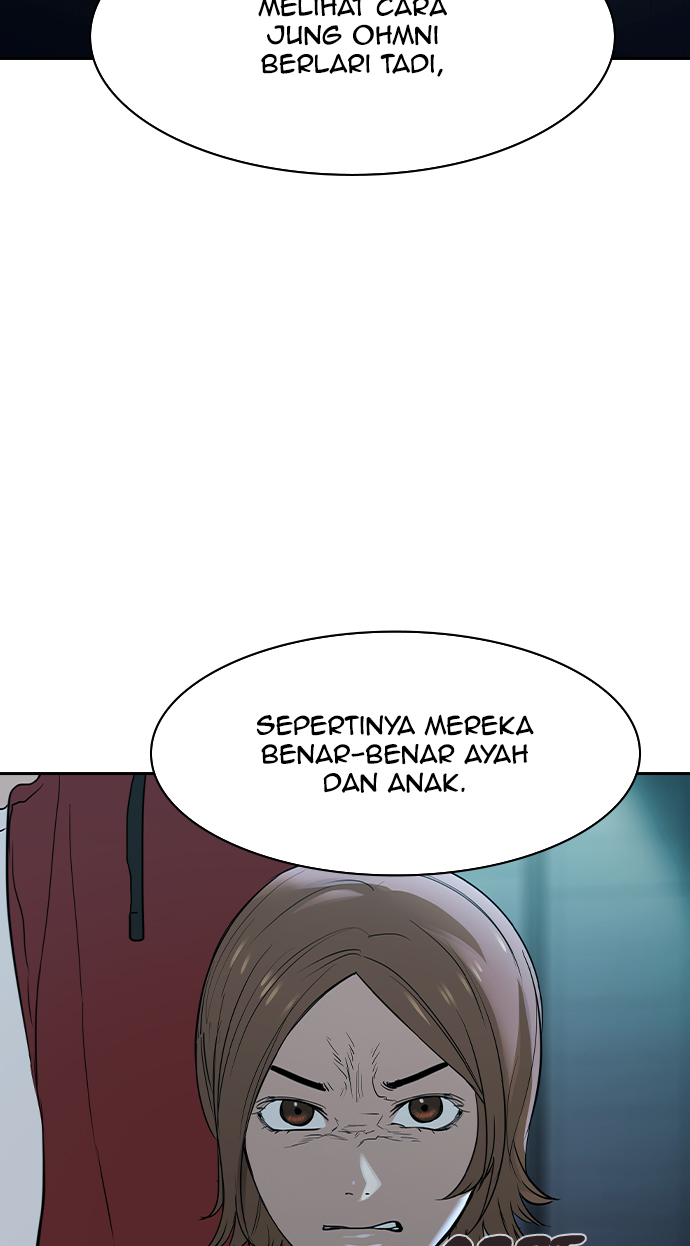 MELIHAT CARA
JUNG OHMNI
BERLARI TADI,
SEPERTINYA MEREKA
BENAR-BENAR AYAH
DAN ANAK.